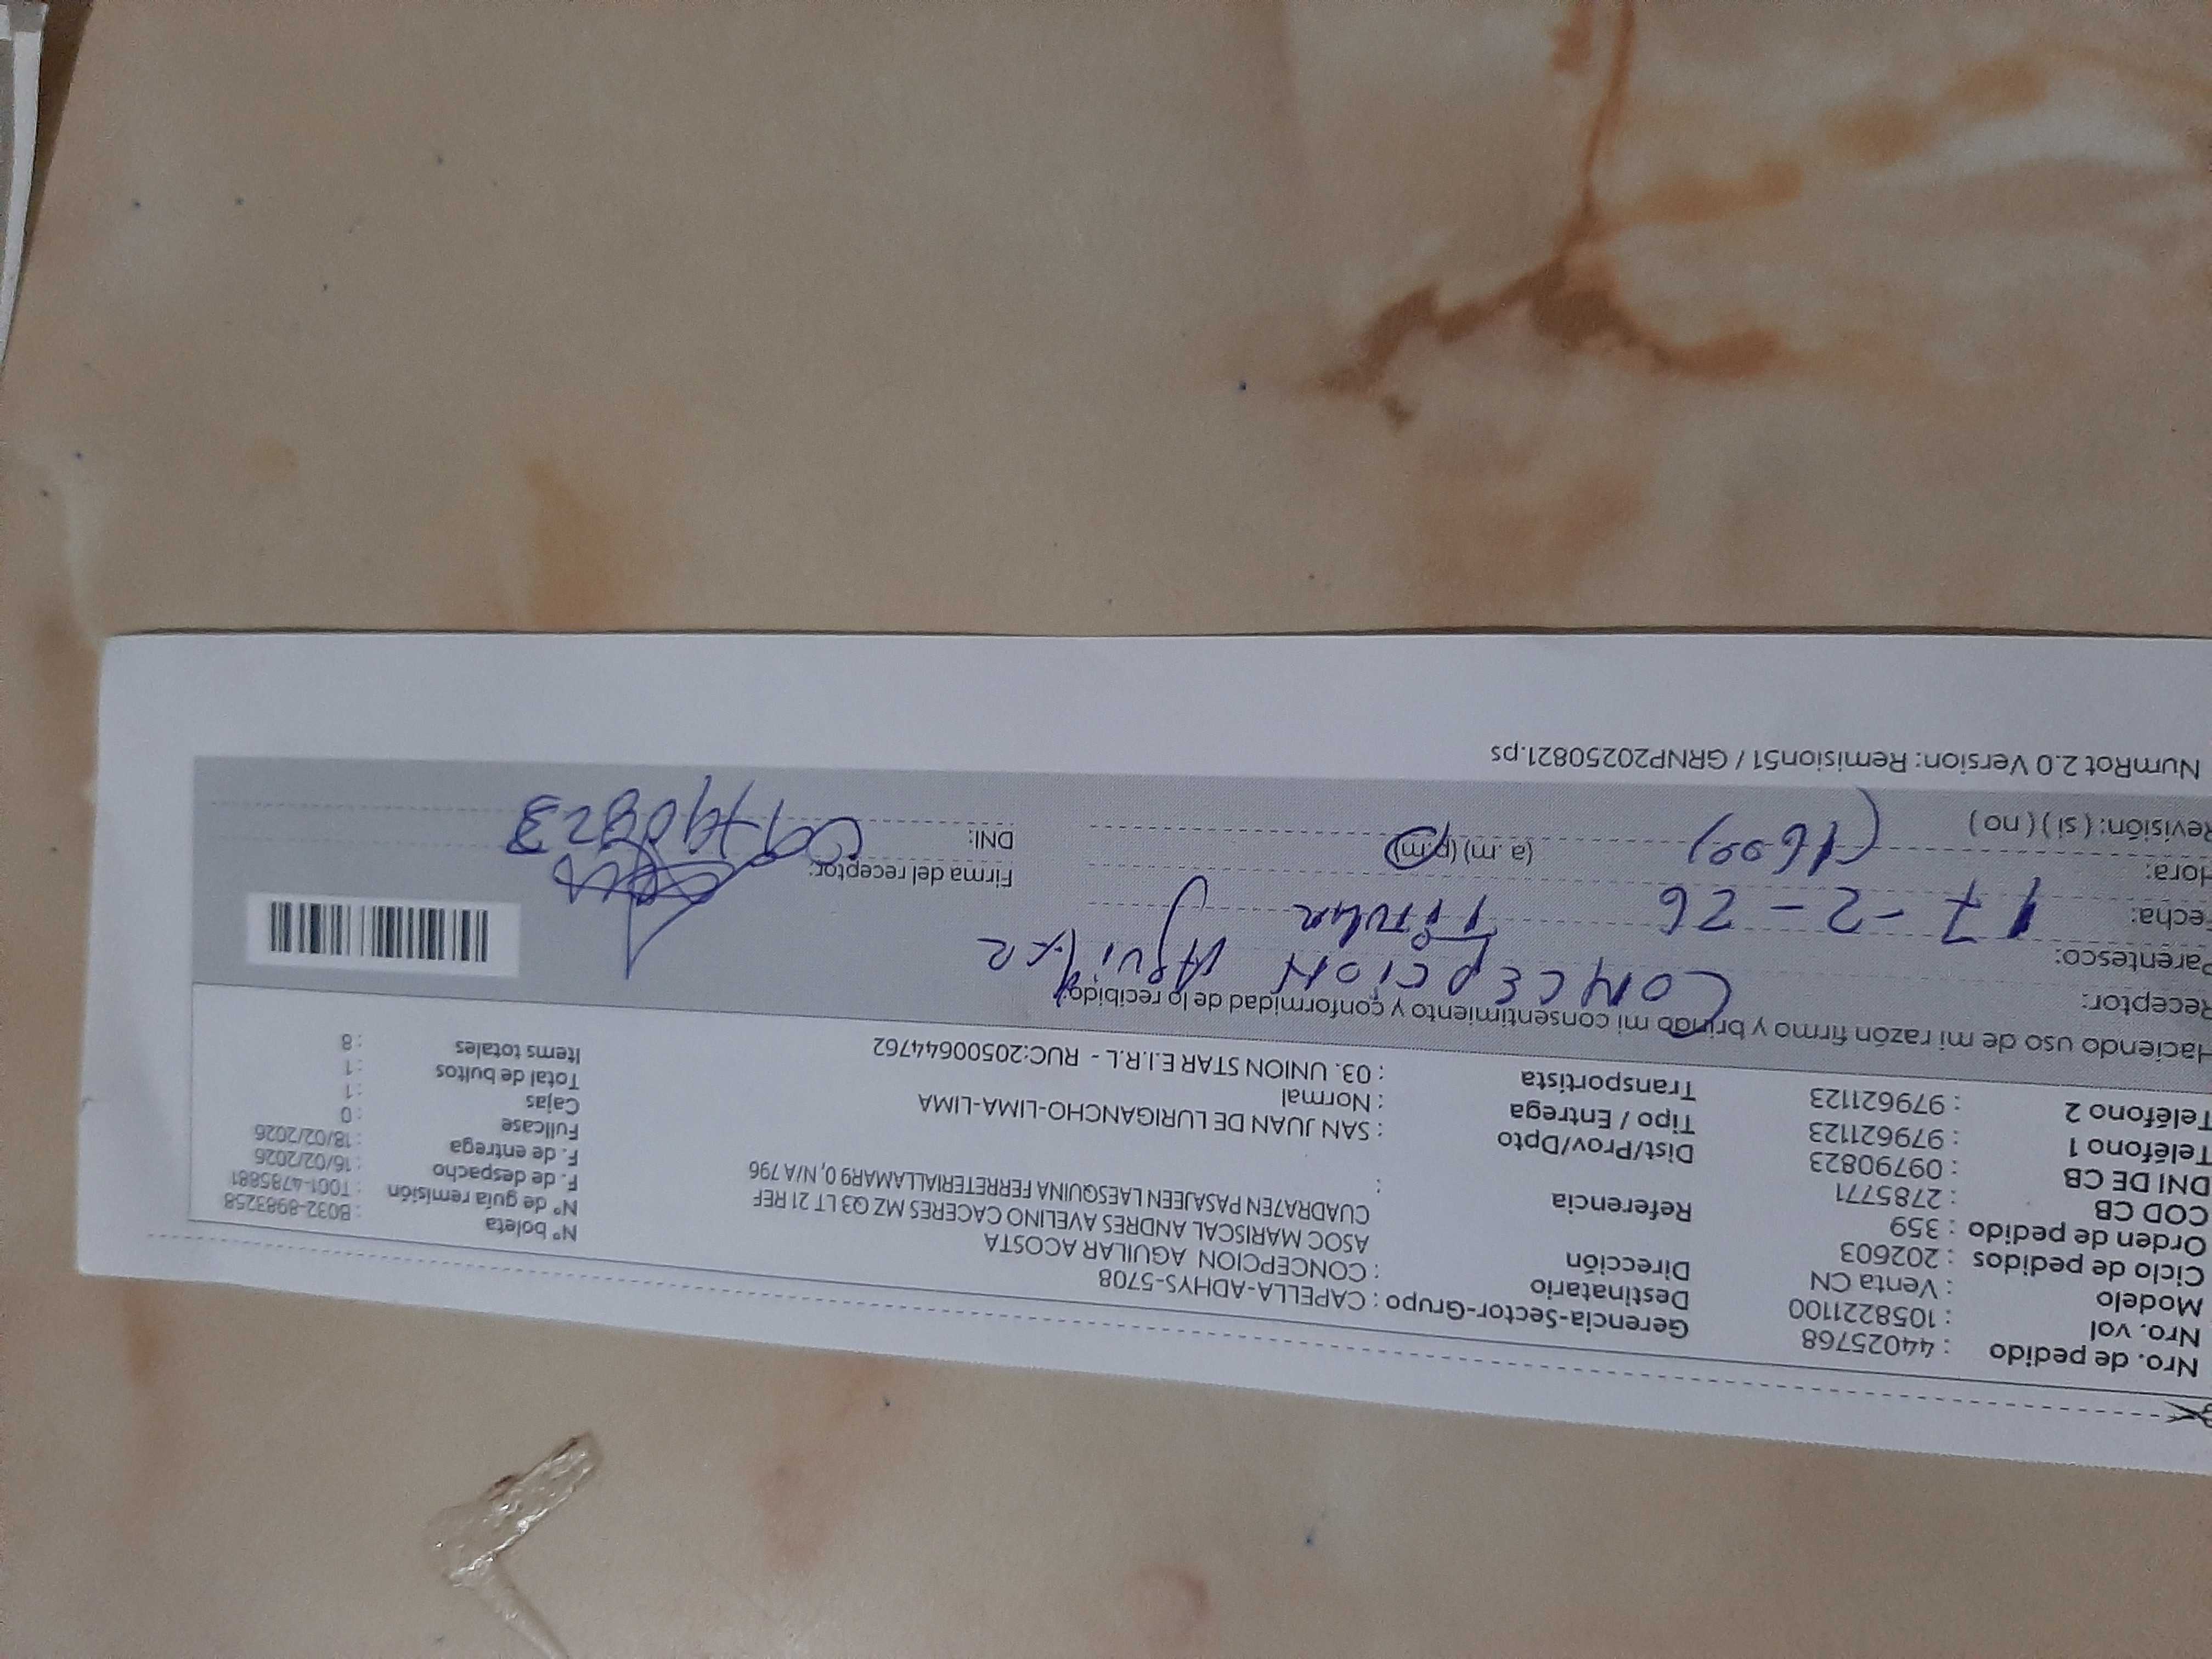 Nro. de pedido : 44025768
Nro. vol : 1058221100
Modelo : Venta CN
Ciclo de pedidos : 202603
Orden de pedido : 359
COD CB : 2785771
DNI DE CB : 09790823
Teléfono 1 : 979621123
Teléfono 2 : 979621123
Gerencia-Sector-Grupo : CAPELLA-ADHYS-5708
Destinatario : CONCEPCION AGUILAR ACOSTA
Dirección : ASOC MARISCAL ANDRES AVELINO CACERES MZ Q3 LT 21 REF
CUADRA7EN PASAJEEN LAESQUINA FERRETERIALLAMAR9 0, N/A 796
Referencia :
Dist/Prov/Dpto : SAN JUAN DE LURIGANCHO-LIMA-LIMA
Tipo / Entrega : Normal
Transportista : 03. UNION STAR E.I.R.L - RUC:20500644762
N° boleta : B032-8983258
N° de guía remisión : T001-4785881
F. de despacho : 16/02/2026
F. de entrega : 18/02/2026
Fullcase : 0
Cajas : 1
Total de bultos : 1
Items totales : 8
Haciendo uso de mi razón firmo y brindo mi consentimiento y conformidad de lo recibido.
Receptor: CONCEPCION Aguilar
Parentesco: Titular
Fecha: 17-2-26
Hora: (1600) (a.m) (p.m)
Revisión: ( si ) ( no )
Firma del receptor:
DNI: 09790823
NumRot 2.0 Version: Remision51 / GRNP20250821.ps